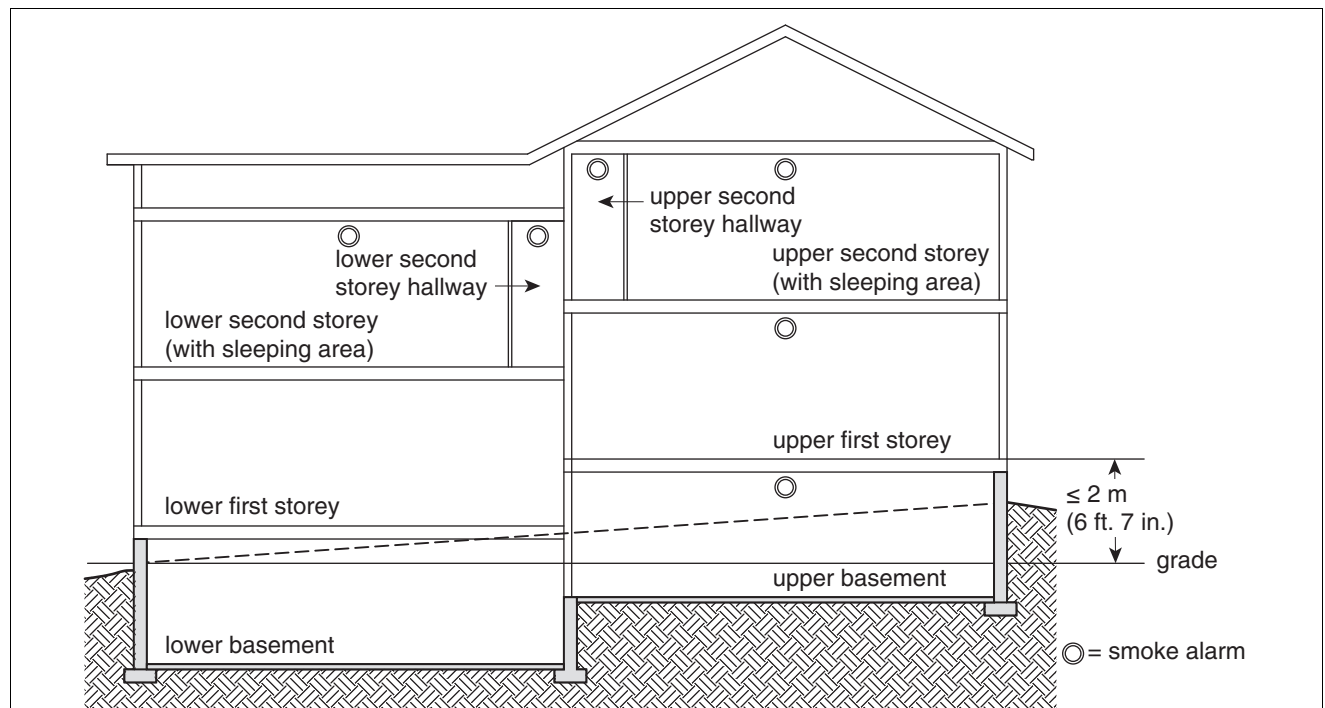 upper second
storey hallway
lower second
storey hallway
upper second storey
(with sleeping area)
lower second storey
(with sleeping area)
upper first storey
lower first storey
≤ 2 m
(6 ft. 7 in.)
grade
upper basement
lower basement
= smoke alarm